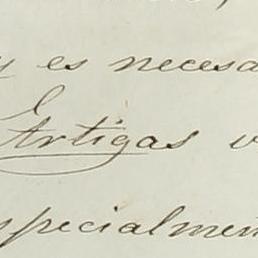 y es necesa
Artigas v
specialmen